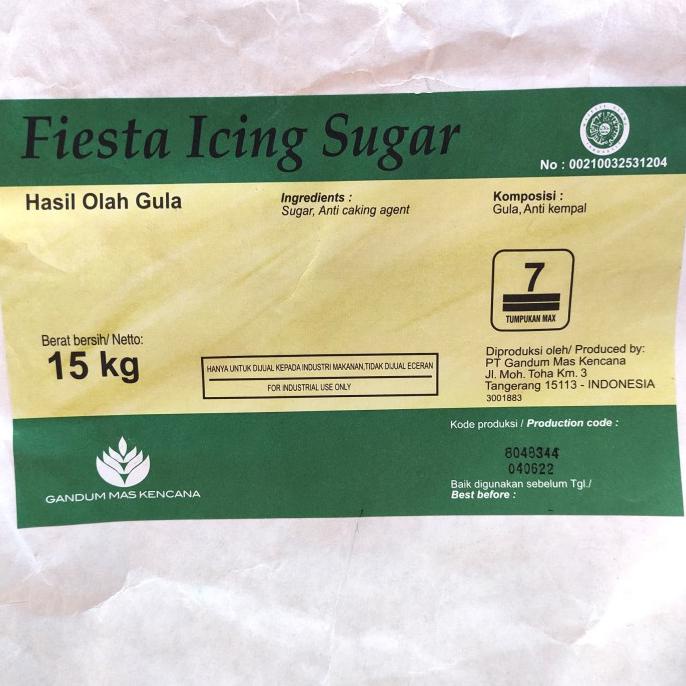 Fiesta Icing Sugar
No : 00210032531204
Hasil Olah Gula
Ingredients :
Sugar, Anti caking agent
Komposisi :
Gula, Anti kempal
7
TUMPUKAN MAX
Berat bersih/ Netto:
15 kg
HANYA UNTUK DIJUAL KEPADA INDUSTRI MAKANAN,TIDAK DIJUAL ECERAN
FOR INDUSTRIAL USE ONLY
Diproduksi oleh/ Produced by:
PT Gandum Mas Kencana
Jl. Moh. Toha Km. 3
Tangerang 15113 - INDONESIA
3001883
Kode produksi / Production code :
8048344
040622
Baik digunakan sebelum Tgl./
Best before :
GANDUM MAS KENCANA